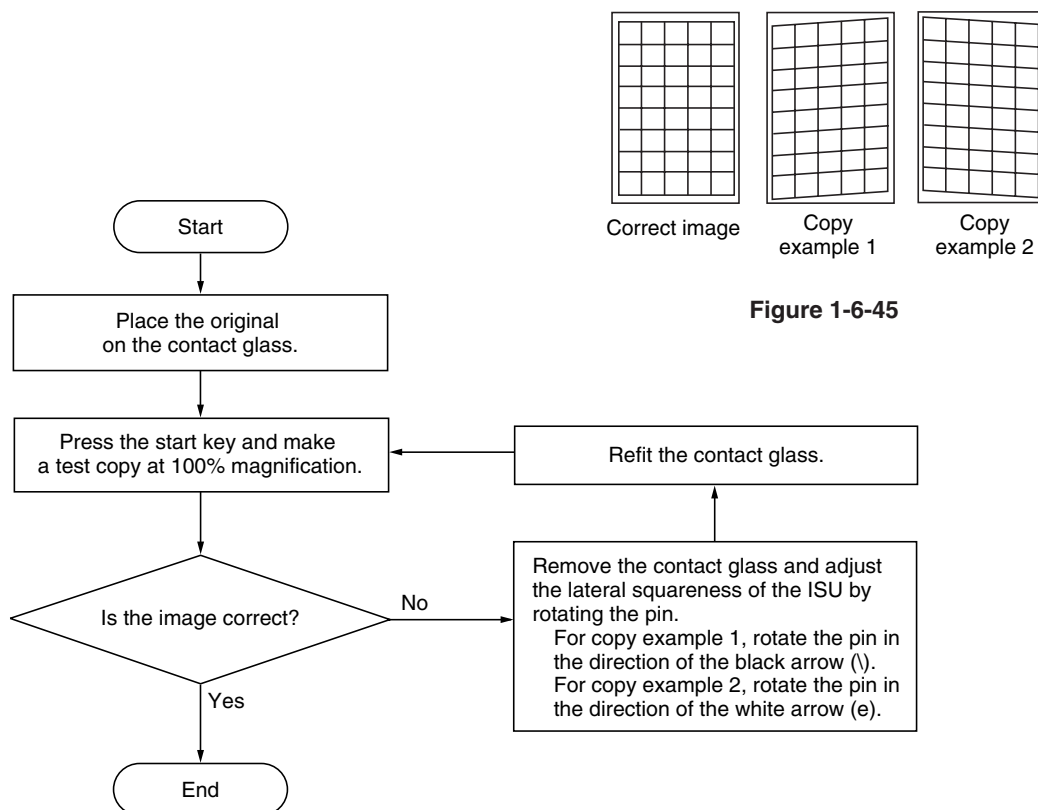 Correct image
Copy
example 1
Copy
example 2
Figure 1-6-45
Start
Place the original
on the contact glass.
Press the start key and make
a test copy at 100% magnification.
Refit the contact glass.
Is the image correct?
No
Yes
Remove the contact glass and adjust
the lateral squareness of the ISU by
rotating the pin.
For copy example 1, rotate the pin in
the direction of the black arrow (\).
For copy example 2, rotate the pin in
the direction of the white arrow (e).
End